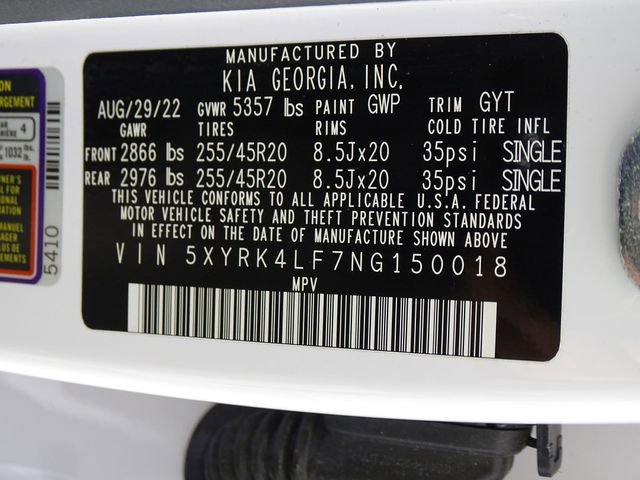 MANUFACTURED BY
KIA GEORGIA, INC.
AUG/29/22 GVWR 5357 lbs PAINT GWP TRIM GYT
GAWR TIRES RIMS COLD TIRE INFL
FRONT 2866 lbs 255/45R20 8.5Jx20 35psi SINGLE
REAR 2976 lbs 255/45R20 8.5Jx20 35psi SINGLE
THIS VEHICLE CONFORMS TO ALL APPLICABLE U.S.A. FEDERAL
MOTOR VEHICLE SAFETY AND THEFT PREVENTION STANDARDS
IN EFFECT ON THE DATE OF MANUFACTURE SHOWN ABOVE
VIN 5XYRK4LF7NG150018
MPV
4
1032 lbs.
5410